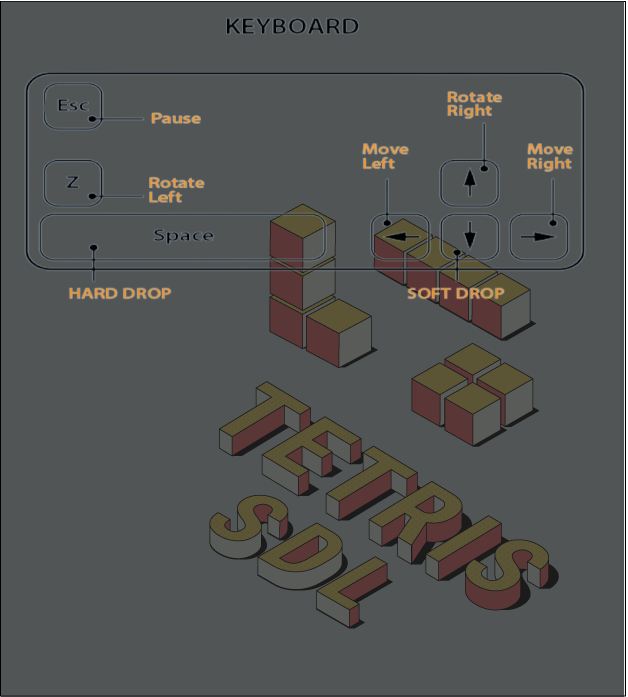 KEYBOARD
Esc
Pause
Rotate
Right
Move
Left
Move
Right
Z
Rotate
Left
Space
HARD DROP
SOFT DROP
TETRIS
SDL